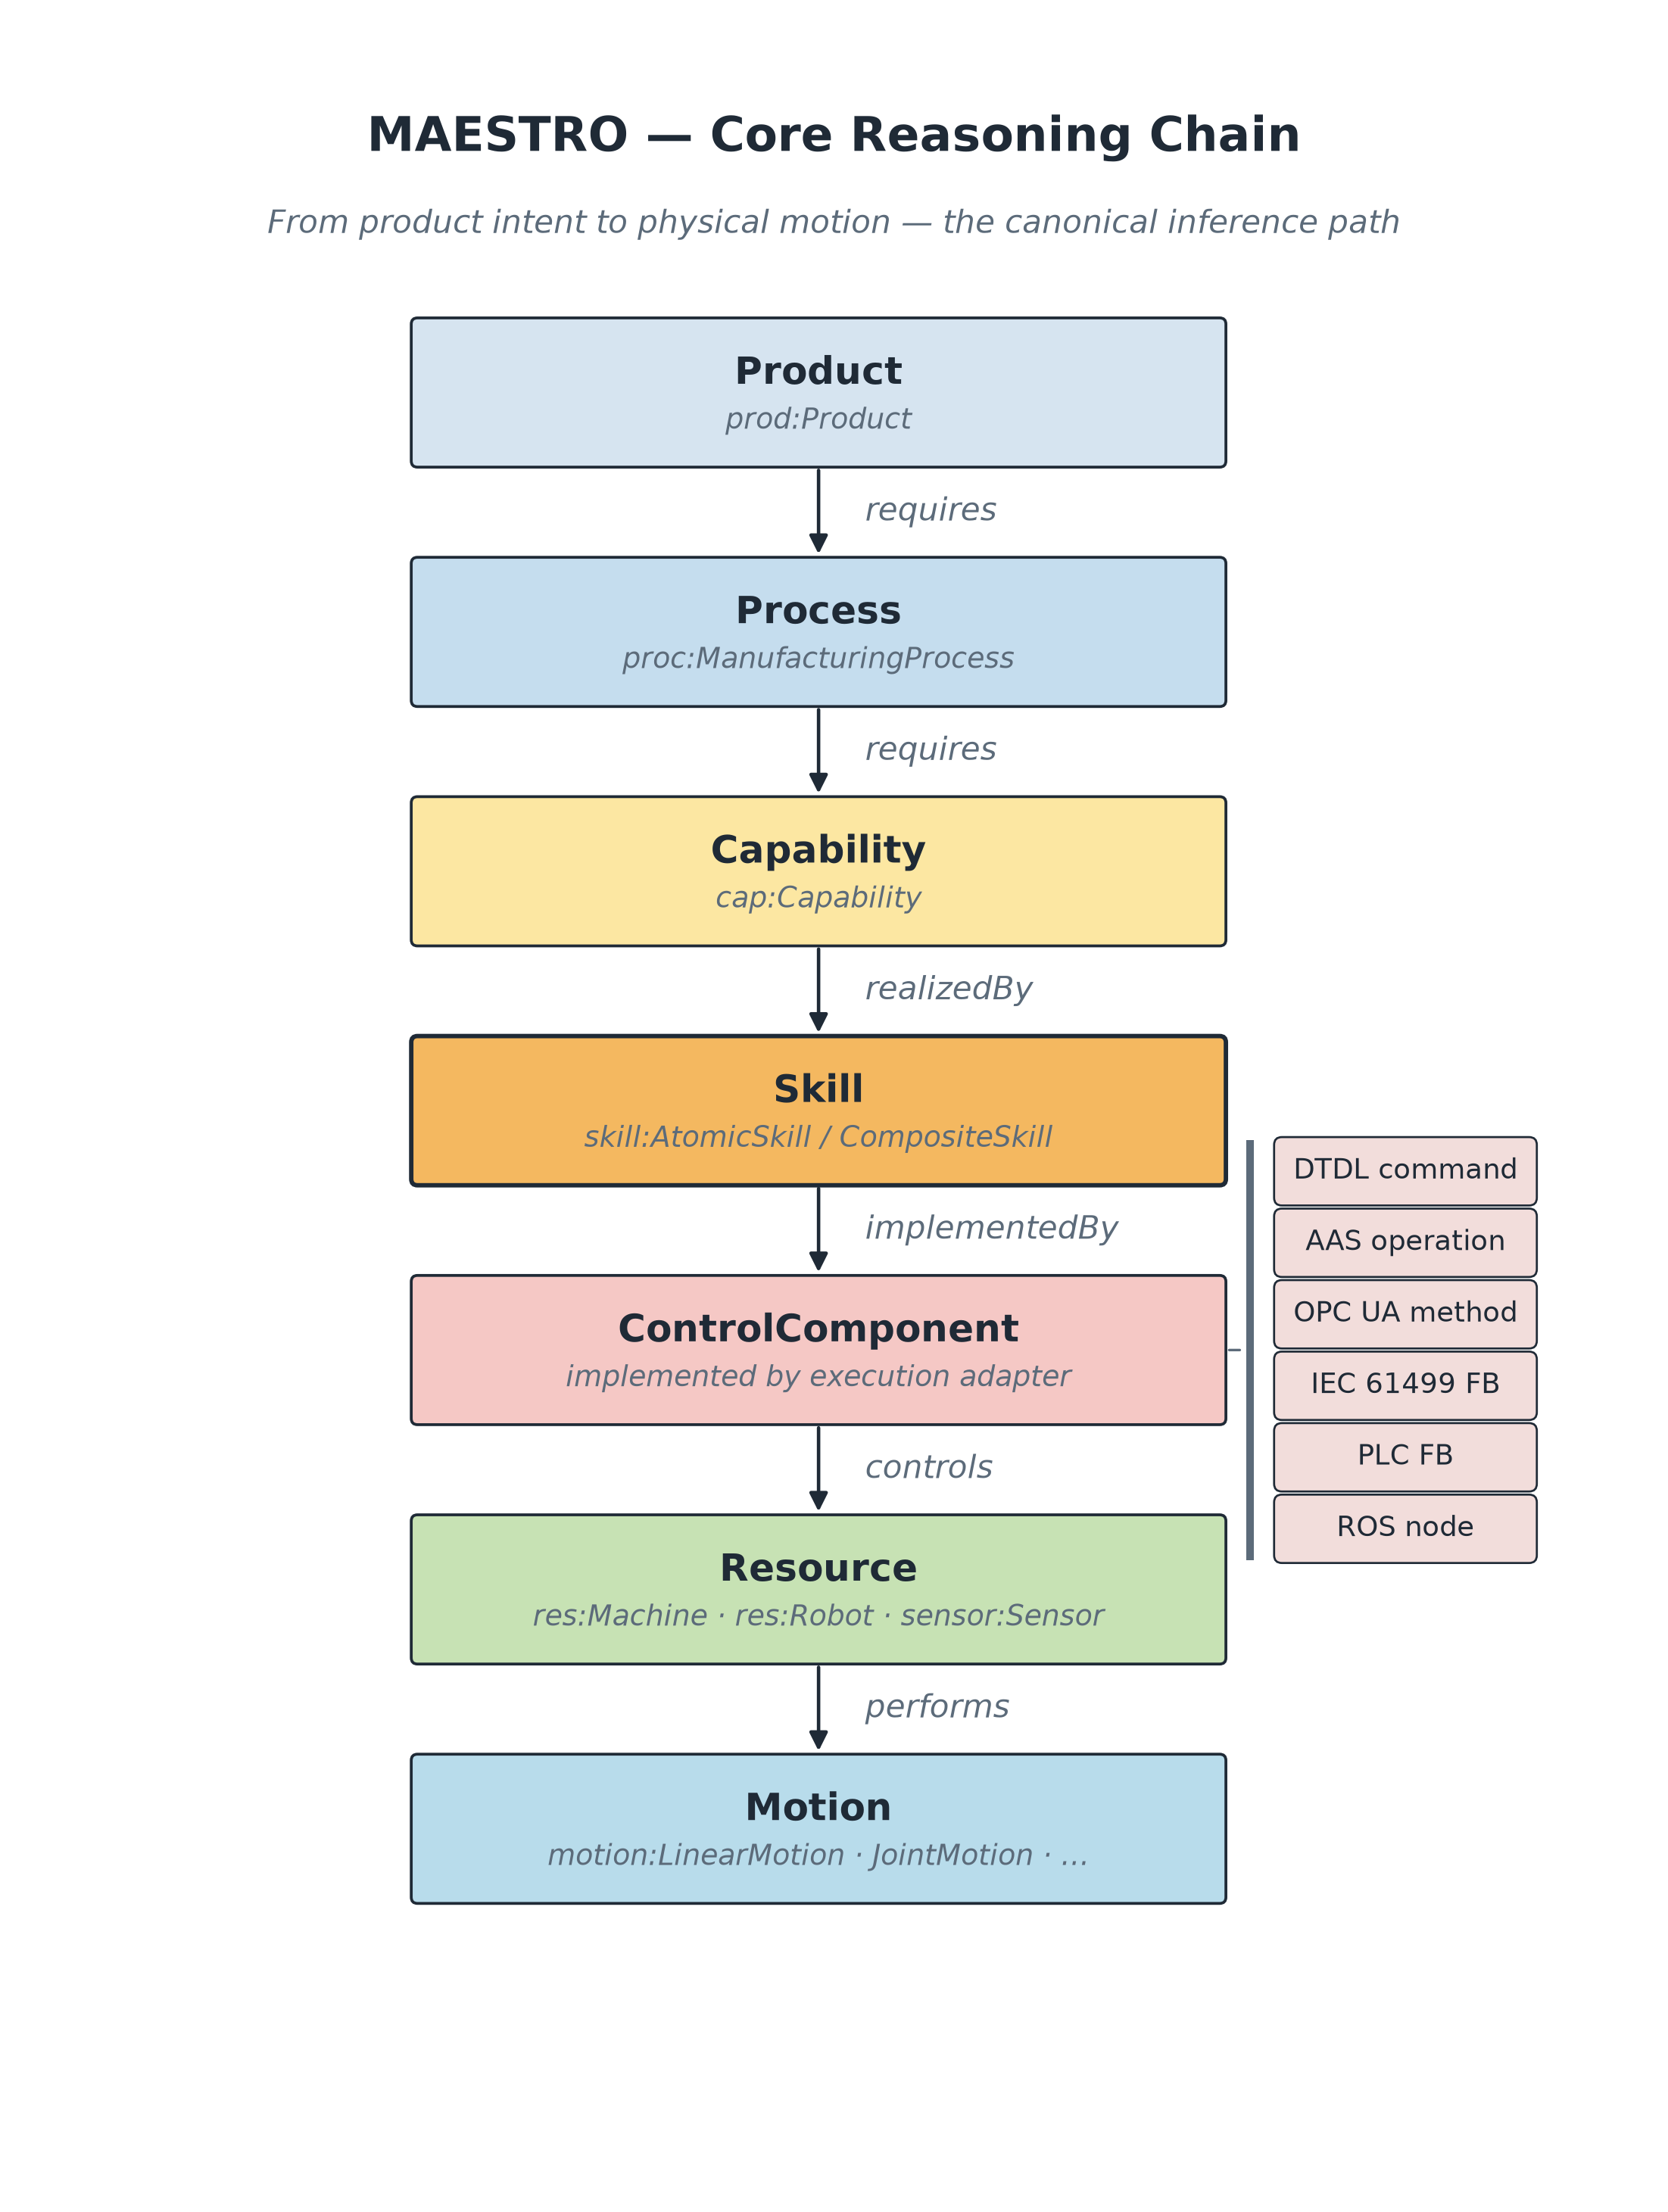 MAESTRO — Core Reasoning Chain
From product intent to physical motion — the canonical inference path
Product
prod:Product
requires
Process
proc:ManufacturingProcess
requires
Capability
cap:Capability
realizedBy
Skill
skill:AtomicSkill / CompositeSkill
implementedBy
ControlComponent
implemented by execution adapter
DTDL command
AAS operation
OPC UA method
IEC 61499 FB
PLC FB
ROS node
controls
Resource
res:Machine · res:Robot · sensor:Sensor
performs
Motion
motion:LinearMotion · JointMotion · ...